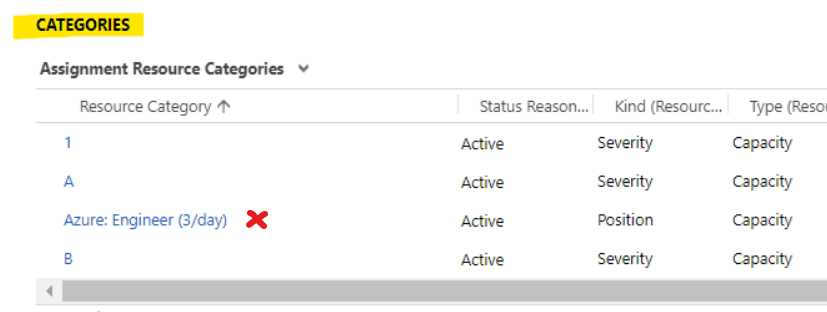 CATEGORIES
Assignment Resource Categories
Resource Category Status Reason... Kind (Resourc... Type (Reso
1 Active Severity Capacity
A Active Severity Capacity
Azure: Engineer (3/day) Active Position Capacity
B Active Severity Capacity